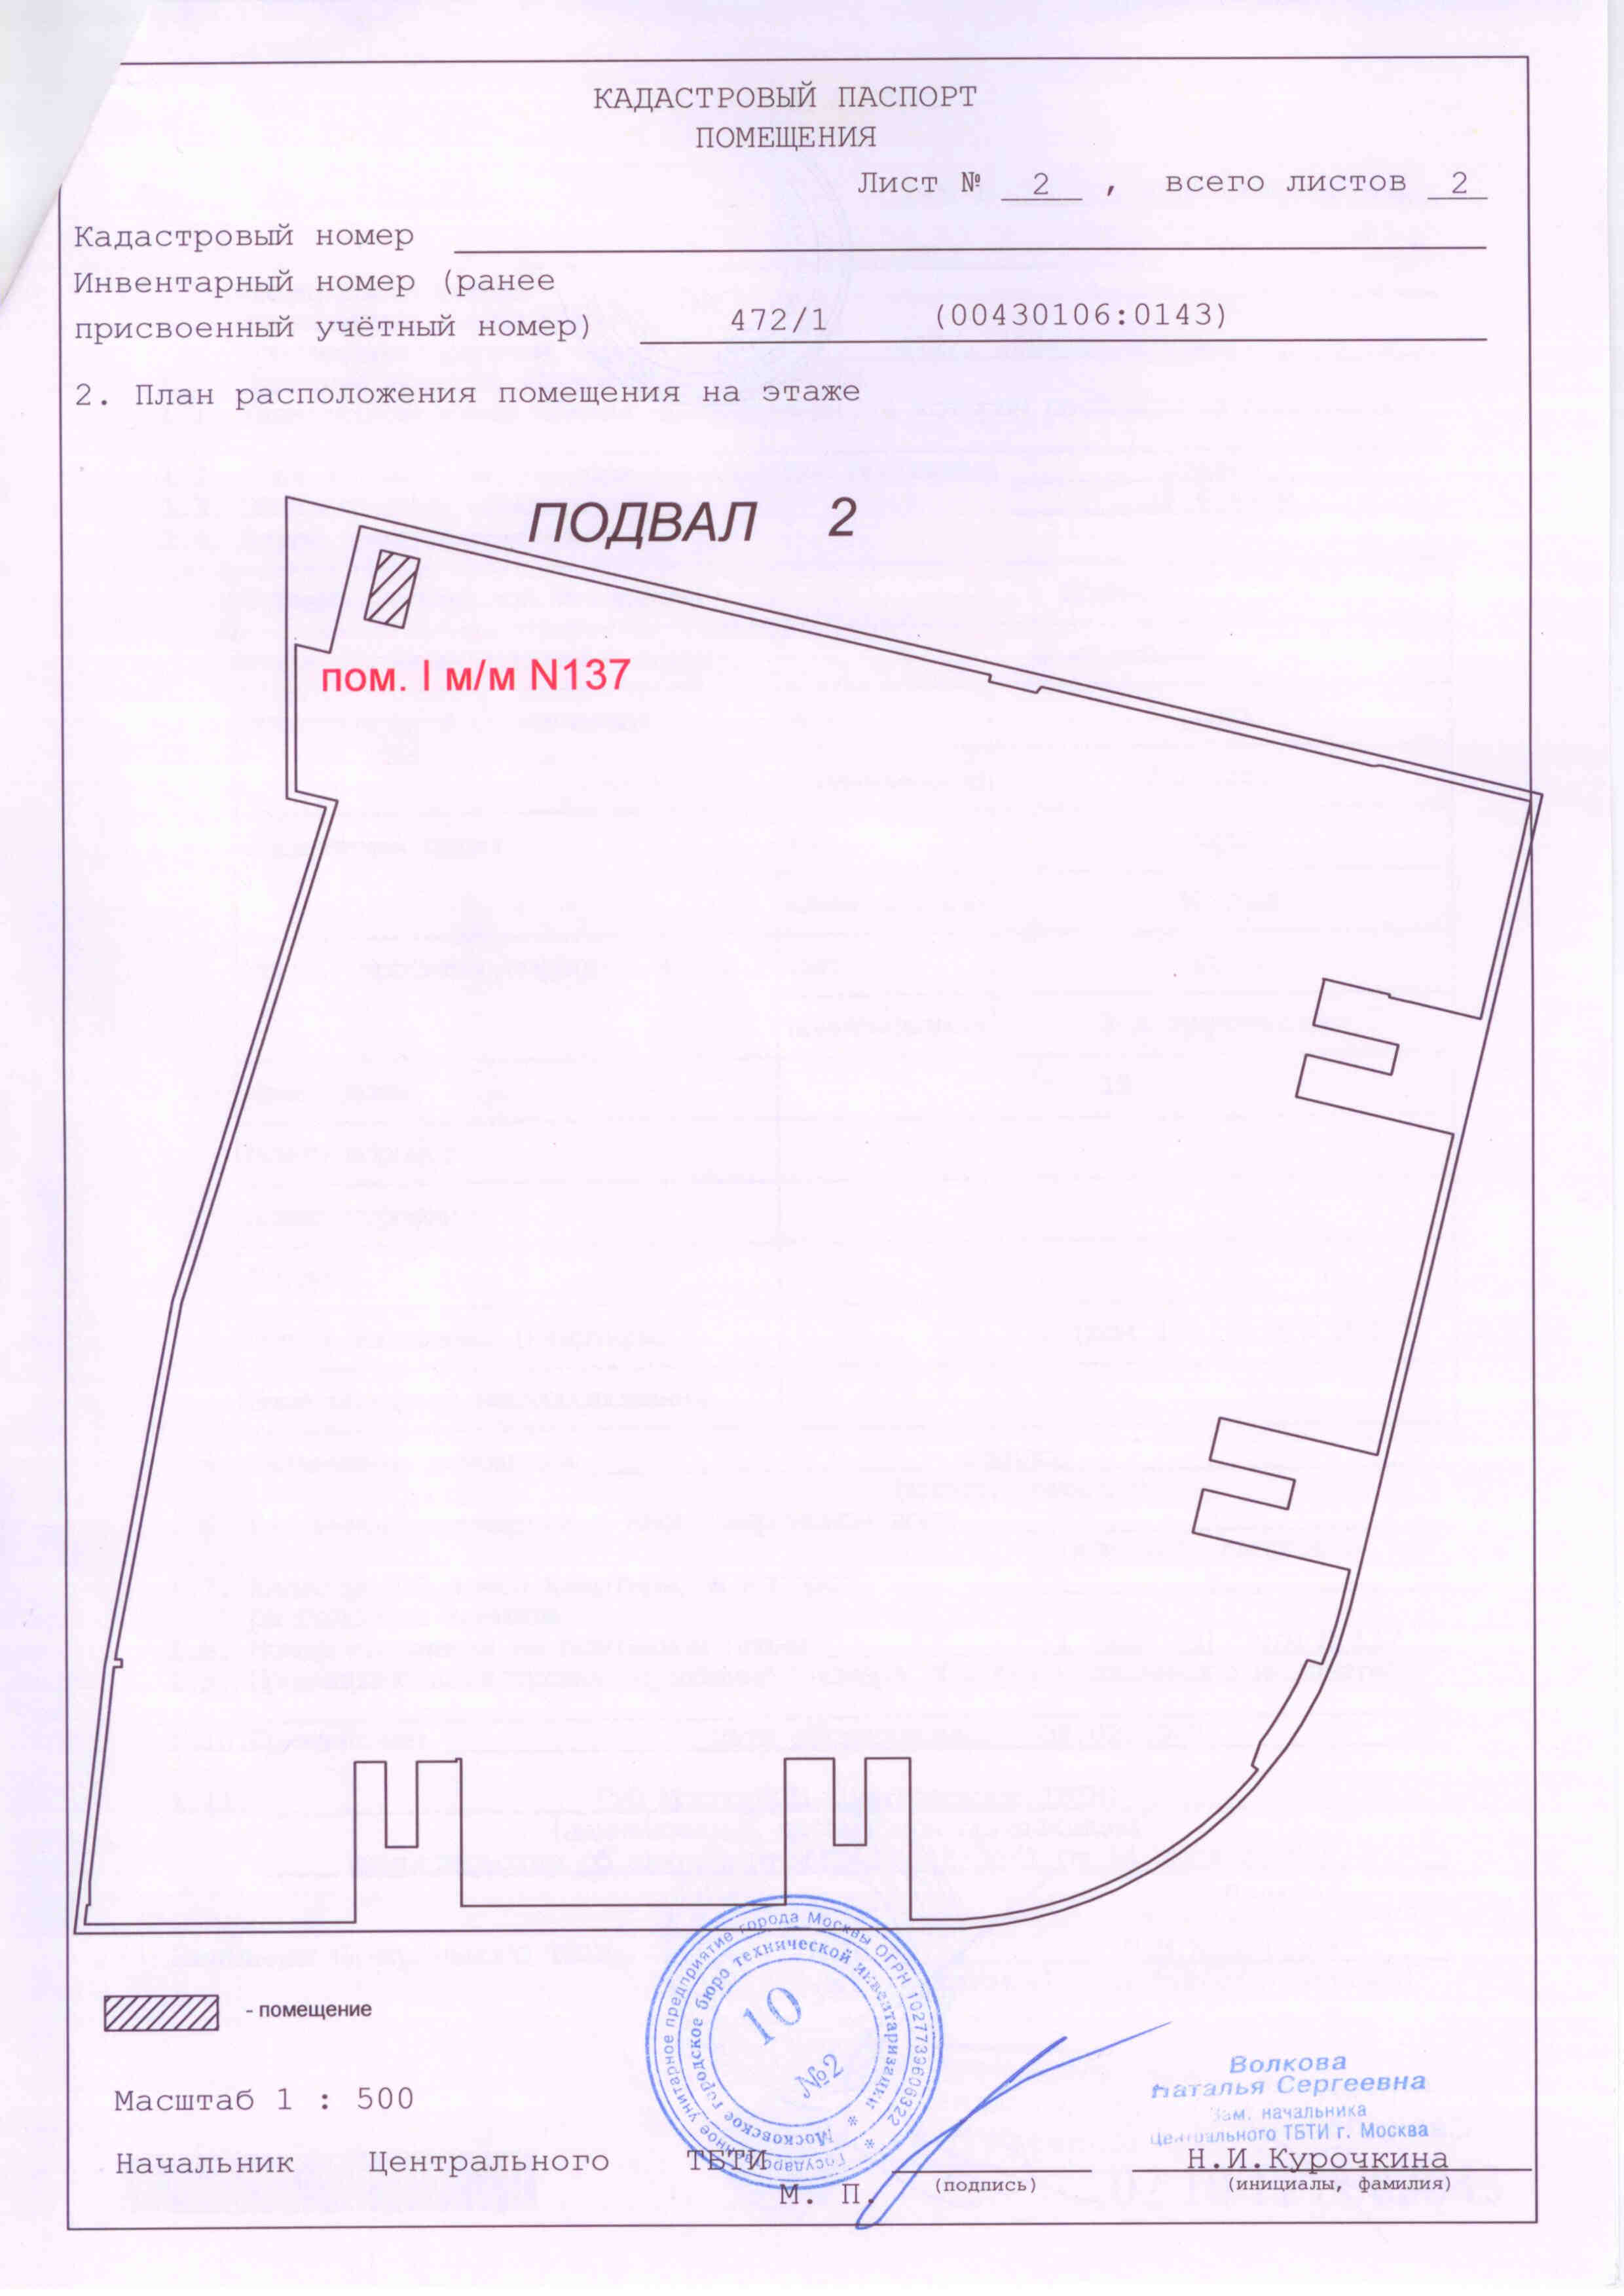 КАДАСТРОВЫЙ ПАСПОРТ
ПОМЕЩЕНИЯ
Лист № 2 , всего листов 2
Кадастровый номер
Инвентарный номер (ранее
присвоенный учётный номер) 472/1 (00430106:0143)
2. План расположения помещения на этаже
ПОДВАЛ 2
пом. I м/м N137
- помещение
Масштаб 1 : 500
Государственное унитарное предприятие города Москвы ОГРН 1027739606322 *
Московское городское бюро технической инвентаризации *
10
№2
Волкова
Наталья Сергеевна
Зам. начальника
Центрального ТБТИ г. Москва
Начальник Центрального ТБТИ Н.И.Курочкина
М. П. (подпись) (инициалы, фамилия)